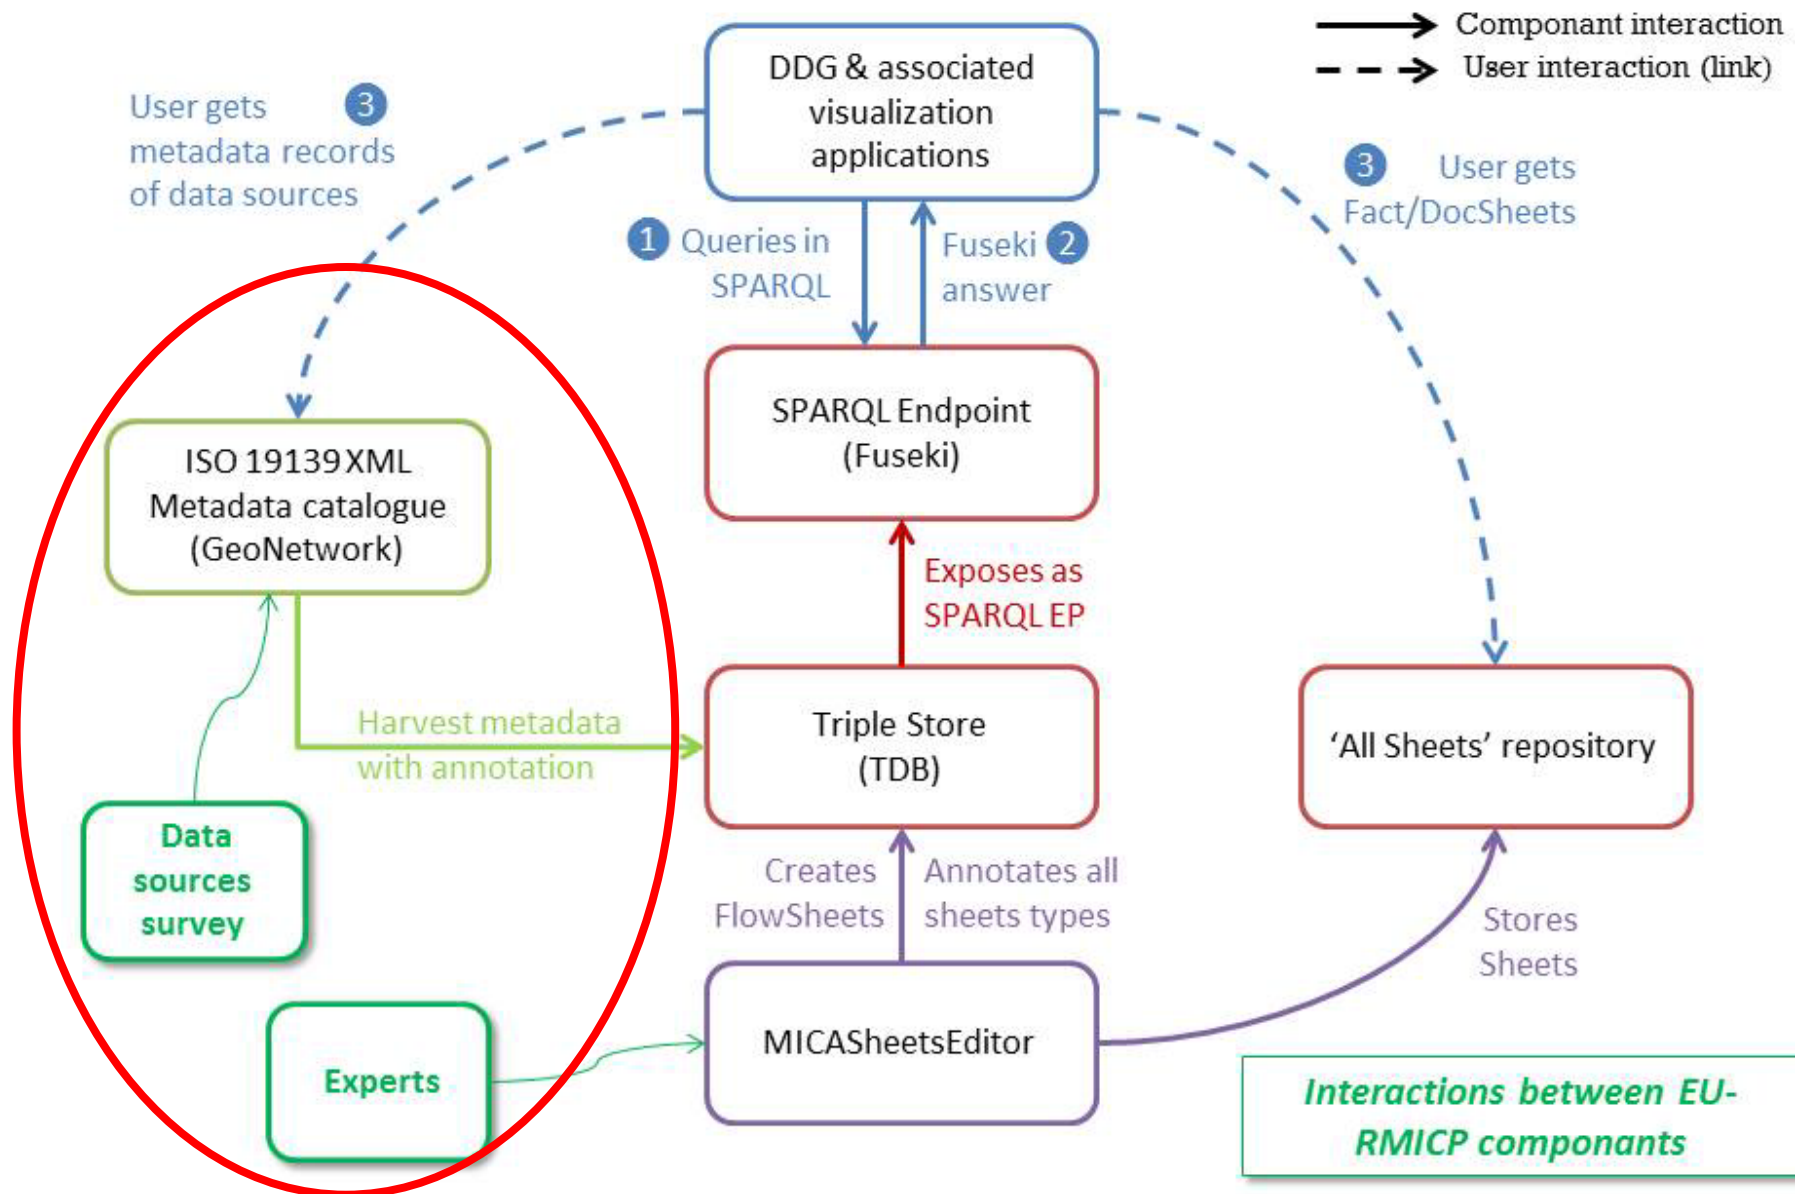 Componant interaction
User interaction (link)
DDG & associated
visualization
applications
User gets 3
metadata records
of data sources
3 User gets
Fact/DocSheets
1 Queries in
SPARQL
Fuseki 2
answer
SPARQL Endpoint
(Fuseki)
ISO 19139 XML
Metadata catalogue
(GeoNetwork)
Exposes as
SPARQL EP
Harvest metadata
with annotation
Triple Store
(TDB)
'All Sheets' repository
Data
sources
survey
Creates
FlowSheets
Annotates all
sheets types
Stores
Sheets
MICASheetsEditor
Experts
Interactions between EU-
RMICP componants